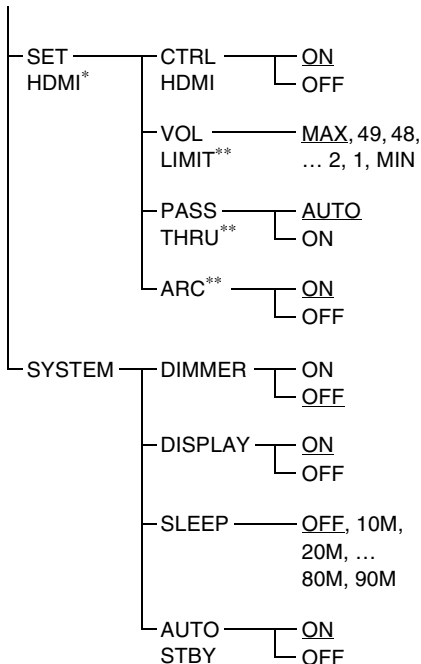 SET HDMI*
CTRL HDMI
ON
OFF
VOL LIMIT**
MAX, 49, 48,
... 2, 1, MIN
PASS THRU**
AUTO
ON
ARC**
ON
OFF
SYSTEM
DIMMER
ON
OFF
DISPLAY
ON
OFF
SLEEP
OFF, 10M,
20M, ...
80M, 90M
AUTO STBY
ON
OFF